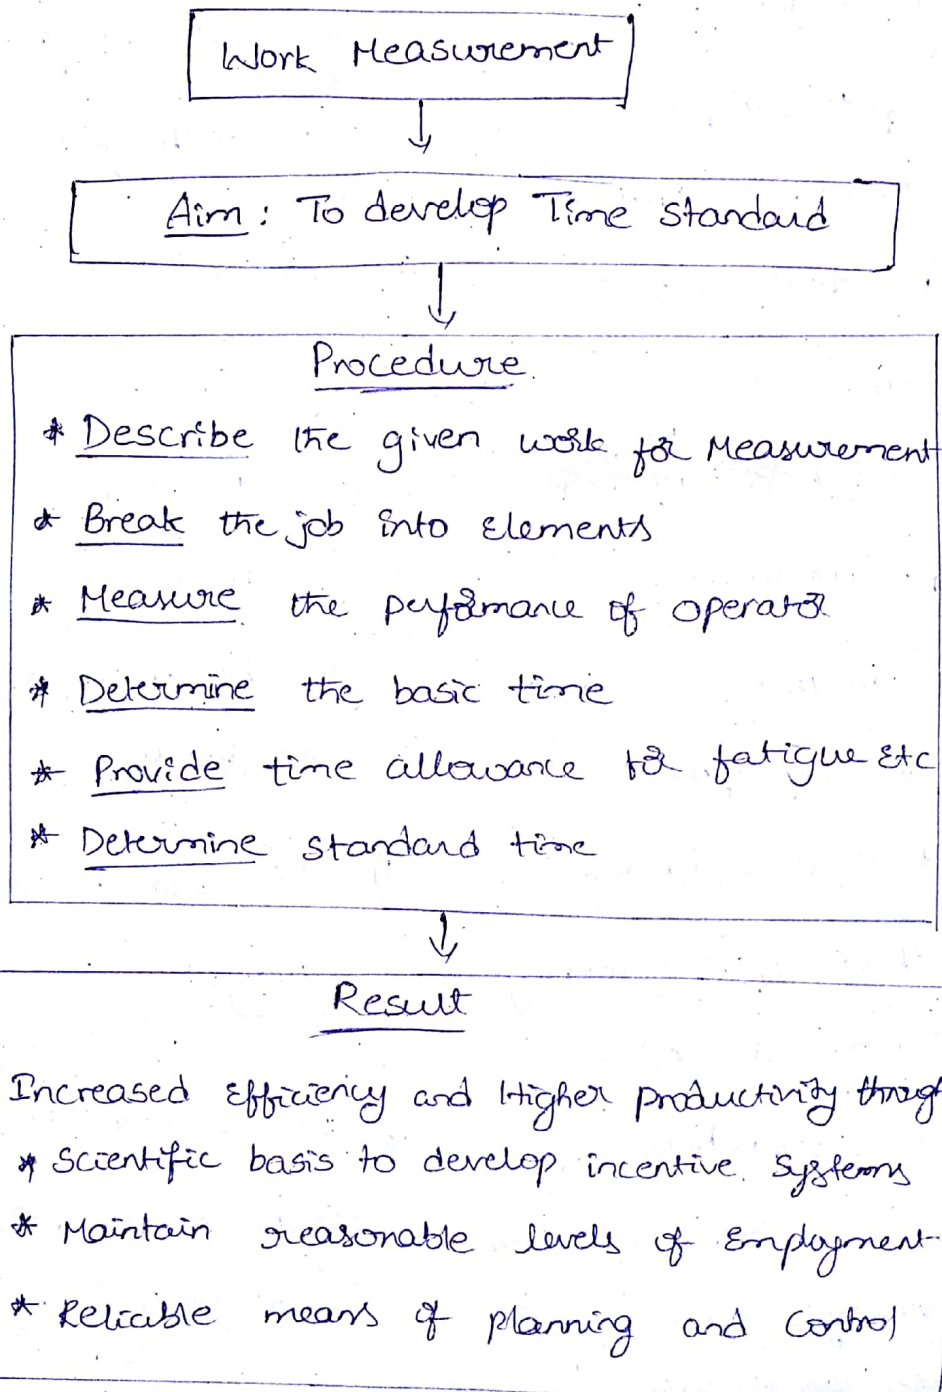 Work Measurement
Aim: To develop Time standard
Procedure.
* Describe the given work for Measurement
* Break the job into Elements
* Measure the performance of operator
* Determine the basic time
* Provide time allowance for fatigue Etc
* Determine standard time
Result
Increased Efficiency and Higher Productivity throug
* Scientific basis to develop incentive. Systems
* Maintain reasonable levels of Employment
* Reliable means of planning and Control